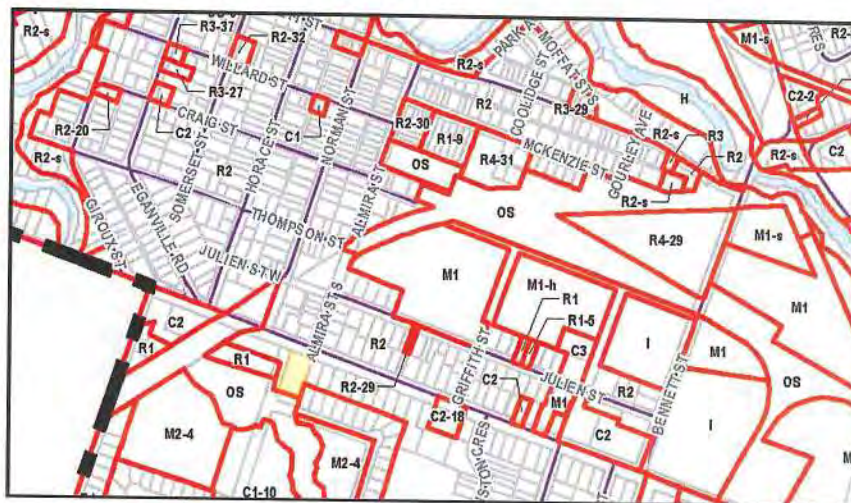 R2-s
R3-37
R2-32
WILLARD ST
R3-27
R2-20
CRAIG ST
C2
C1
NORMAN ST
R2-s
SOMERSET ST
HORACE ST
R2
EGANVILLE RD
GIROUX ST
THOMPSON ST
JULIEN ST W
ALMIRA ST
R2-s
PARK A
MOFFAT ST S
COOLIDGE ST
R2
R3-29
R2-30
R1-9
OS
R4-31
MCKENZIE ST
GOURLEY AVE
R2-s
R3
R2
R2-s
H
M1-s
RES
R2-
C2-2
R2-s
C2
OS
R4-29
M1-s
M1
M1-h
R1
R1-5
C3
I
M1
M1
OS
BENNETT ST
C2
R1
R1
OS
ALMIRA ST S
R2
R2-29
GRIFFITH ST
C2
JULIEN ST
R2
M1
C2-18
C2
I
M2-4
M2-4
C1-10
STON CRES
M